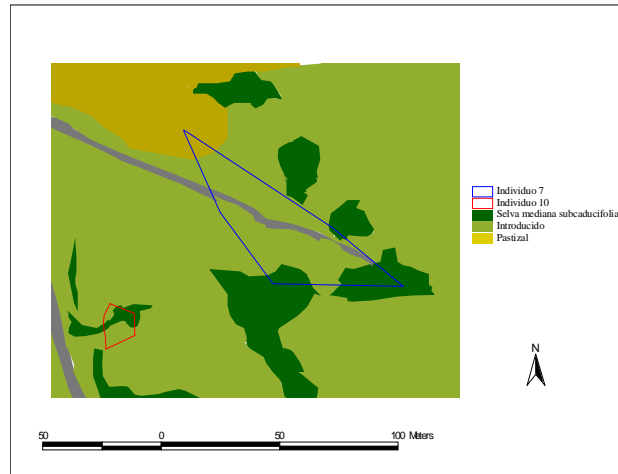 Individuo 7
Individuo 10
Selva mediana subcaducifolia
Introducido
Pastizal
N
50 0 50 100 Meters